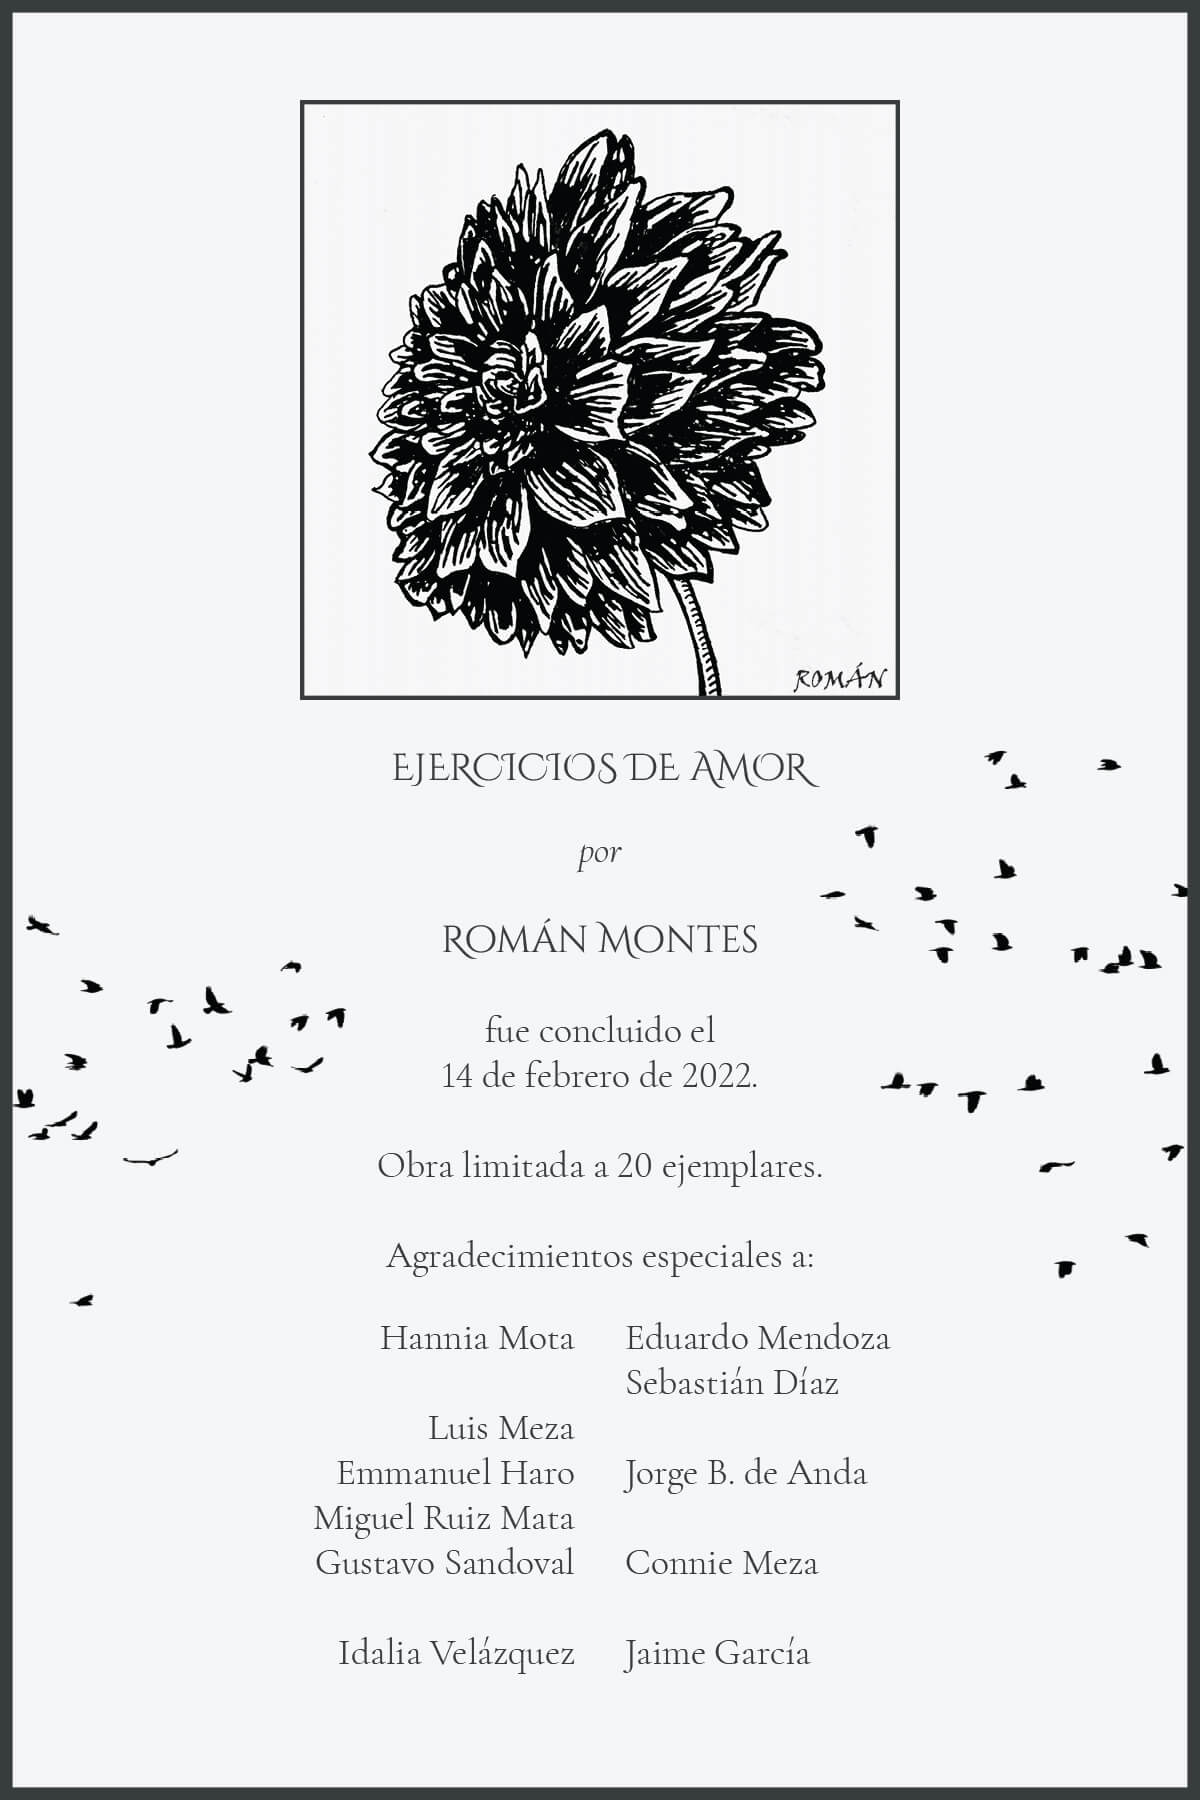 ROMÁN
EJERCICIOS DE AMOR
por
ROMÁN MONTES
fue concluido el
14 de febrero de 2022.
Obra limitada a 20 ejemplares.
Agradecimientos especiales a:
Hannia Mota Eduardo Mendoza
Sebastián Díaz
Luis Meza
Emmanuel Haro Jorge B. de Anda
Miguel Ruiz Mata
Gustavo Sandoval Connie Meza
Idalia Velázquez Jaime García